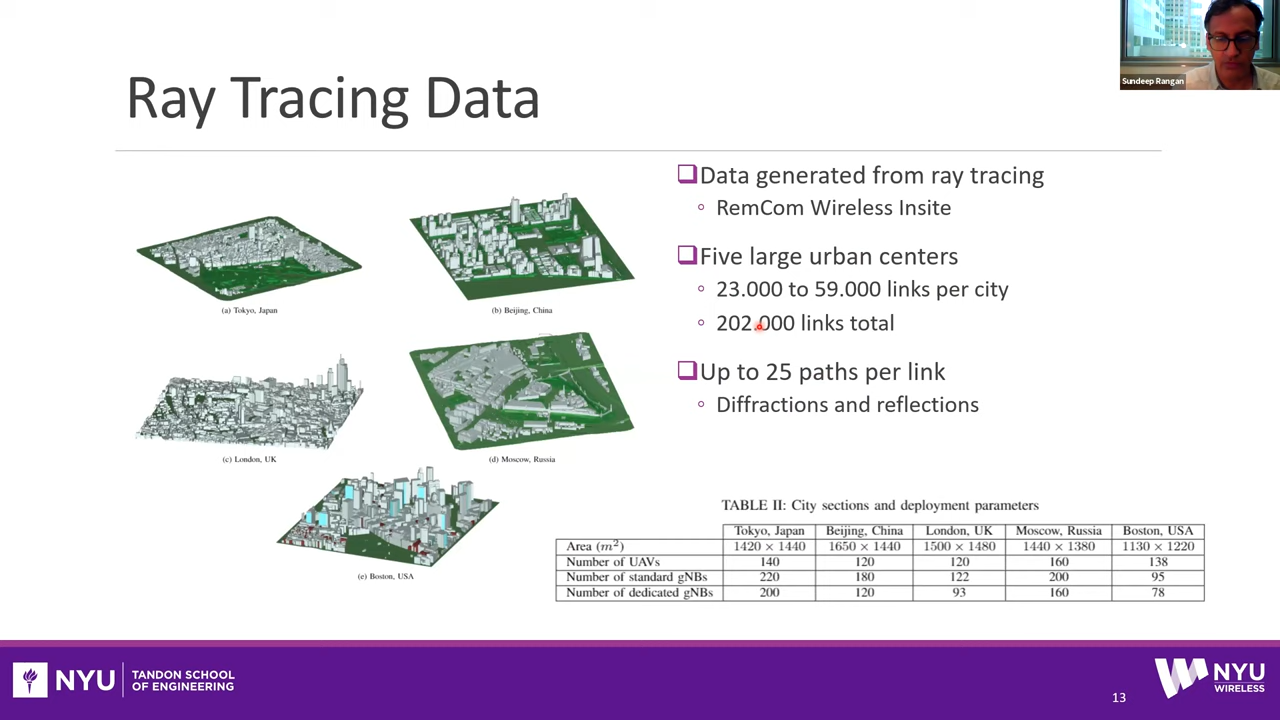 Sundeep Rangan
Ray Tracing Data
(a) Tokyo, Japan
(b) Beijing, China
(c) London, UK
(d) Moscow, Russia
(e) Boston, USA
❑Data generated from ray tracing
◦ RemCom Wireless Insite
❑Five large urban centers
◦ 23.000 to 59.000 links per city
◦ 202.000 links total
❑Up to 25 paths per link
◦ Diffractions and reflections
TABLE II: City sections and deployment parameters
Tokyo, Japan Beijing, China London, UK Moscow, Russia Boston, USA
Area (m²) 1420 × 1440 1650 × 1440 1500 × 1480 1440 × 1380 1130 × 1220
Number of UAVs 140 120 120 160 138
Number of standard gNBs 220 180 122 200 95
Number of dedicated gNBs 200 120 93 160 78
NYU TANDON SCHOOL
OF ENGINEERING
13
NYU
WIRELESS